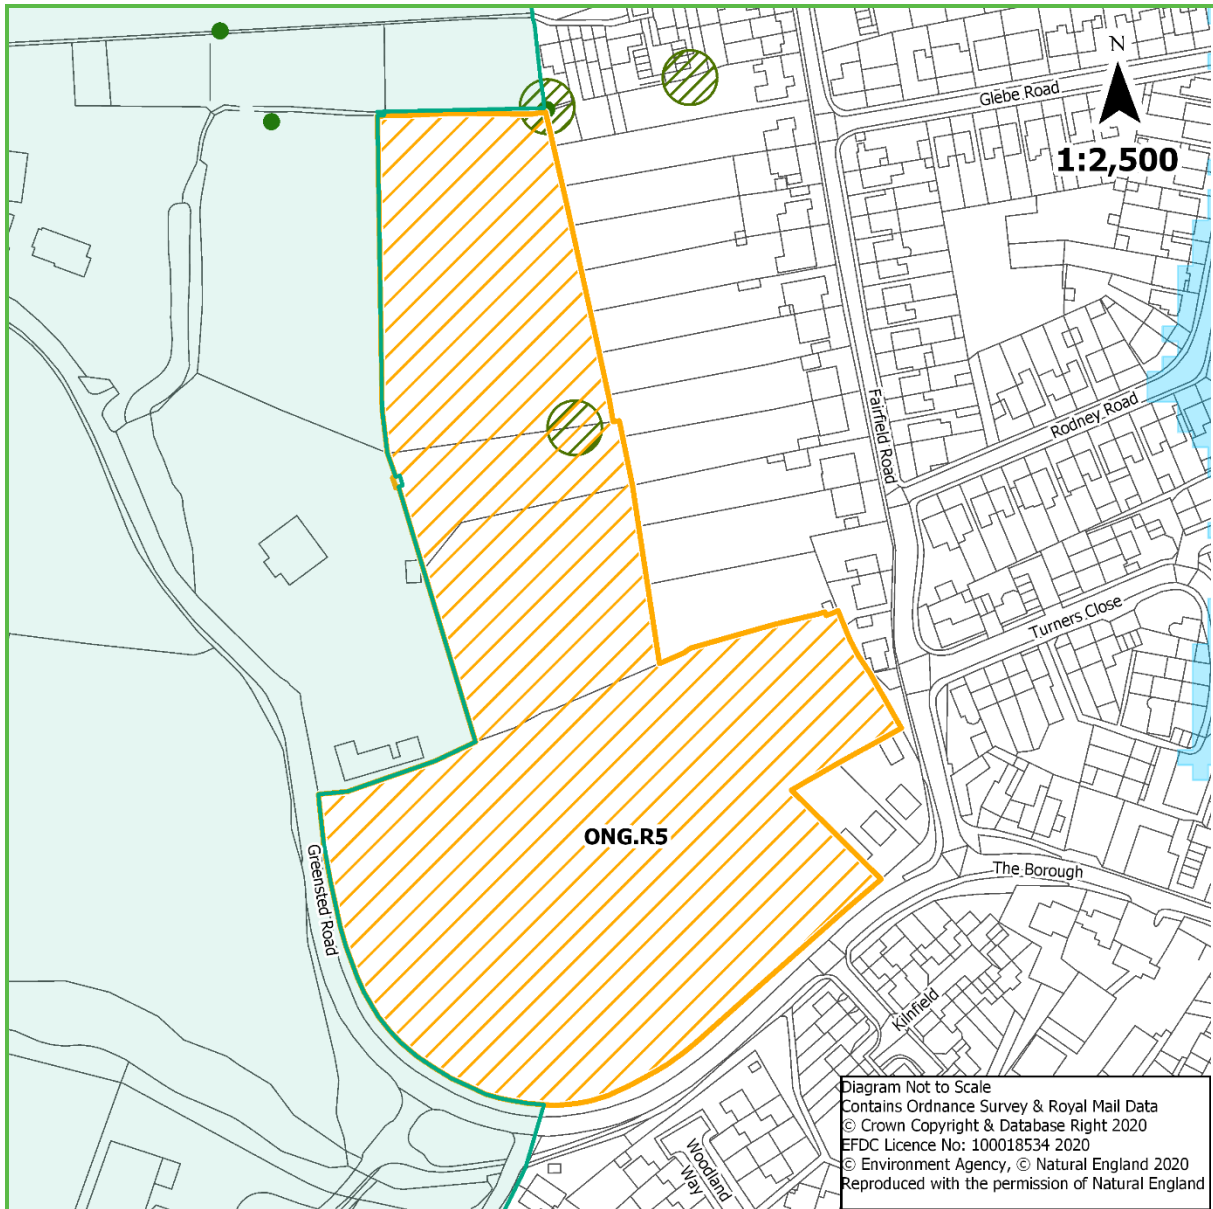 N
1:2,500
Glebe Road
Fairfield Road
Rodney Road
Turners Close
ONG.R5
Greensted Road
The Borough
Kilnfield
Woodland
Way
Diagram Not to Scale
Contains Ordnance Survey & Royal Mail Data
© Crown Copyright & Database Right 2020
EFDC Licence No: 100018534 2020
© Environment Agency, © Natural England 2020
Reproduced with the permission of Natural England